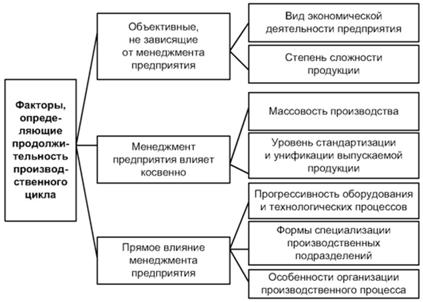 Факторы,
опреде-
ляющие
продолжи-
тельность
производ-
ственного
цикла
Объективные,
не зависящие
от менеджмента
предприятия
Вид экономической
деятельности предприятия
Степень сложности
продукции
Менеджмент
предприятия влияет
косвенно
Массовость производства
Уровень стандартизации
и унификации выпускаемой
продукции
Прямое влияние
менеджмента
предприятия
Прогрессивность оборудования
и технологических процессов
Формы специализации
производственных
подразделений
Особенности организации
производственного процесса